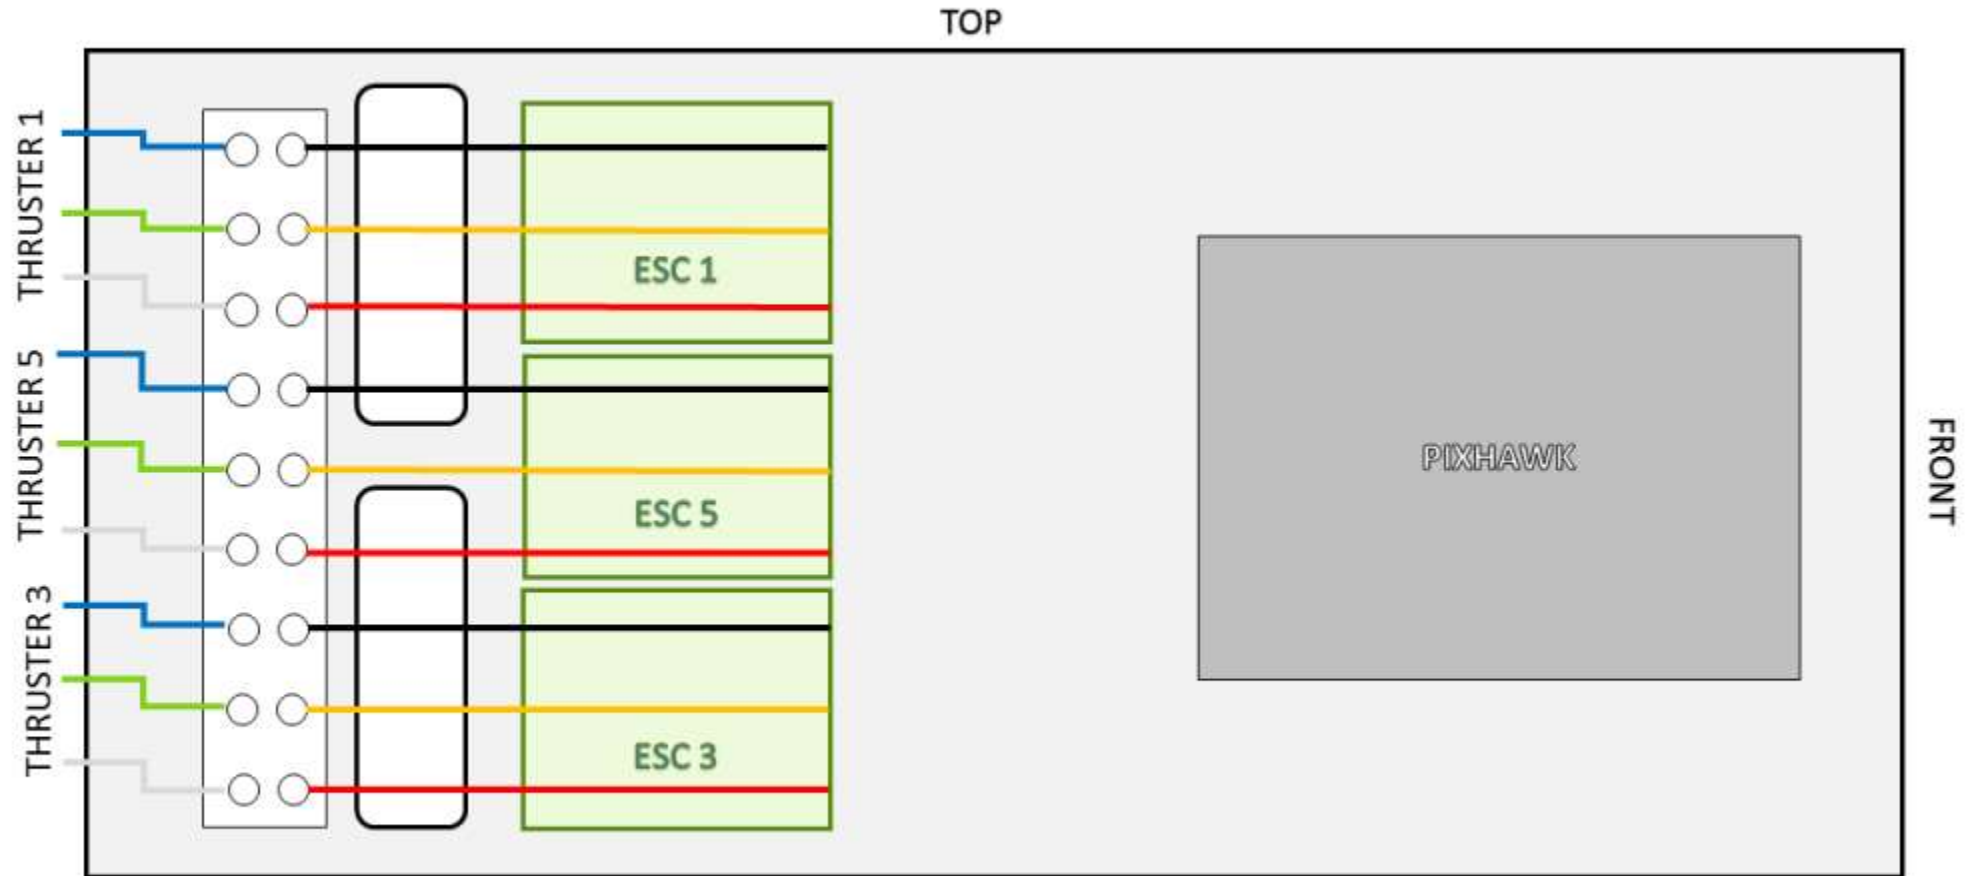 TOP
THRUSTER 1
ESC 1
THRUSTER 5
ESC 5
PIXHAWK
FRONT
THRUSTER 3
ESC 3